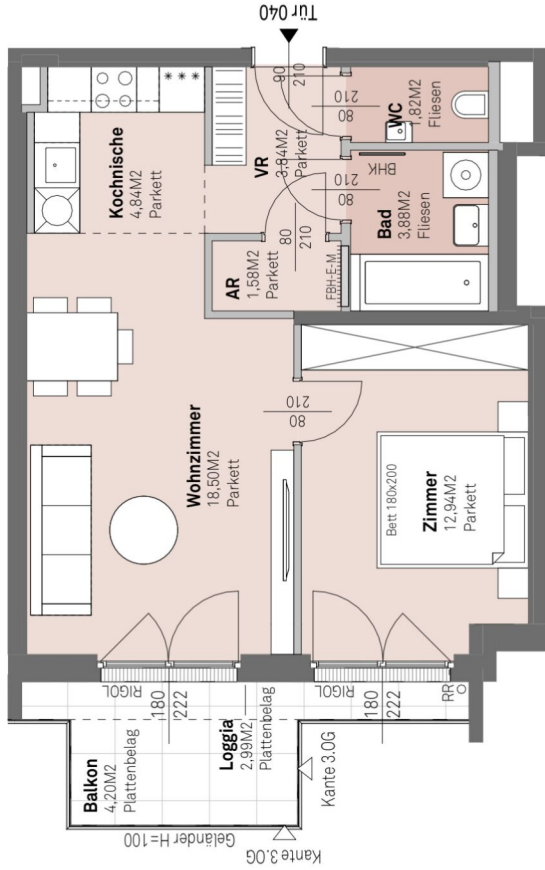 Tür 040
Kochnische
4,84M2
Parkett
VR
3,84M2
Parkett
90
210
80
210
WC
1,82M2
Fliesen
AR
1,58M2
Parkett
80
210
FBH-E-M
80
210
BHK
Bad
3,88M2
Fliesen
Wohnzimmer
18,50M2
Parkett
80
210
Bett 180x200
Zimmer
12,94M2
Parkett
RIGOL
180
222
RIGOL
180
222
RR
Balkon
4,20M2
Plattenbelag
Loggia
2,99M2
Plattenbelag
Geländer H=100
Kante 3.OG
Kante 3.OG